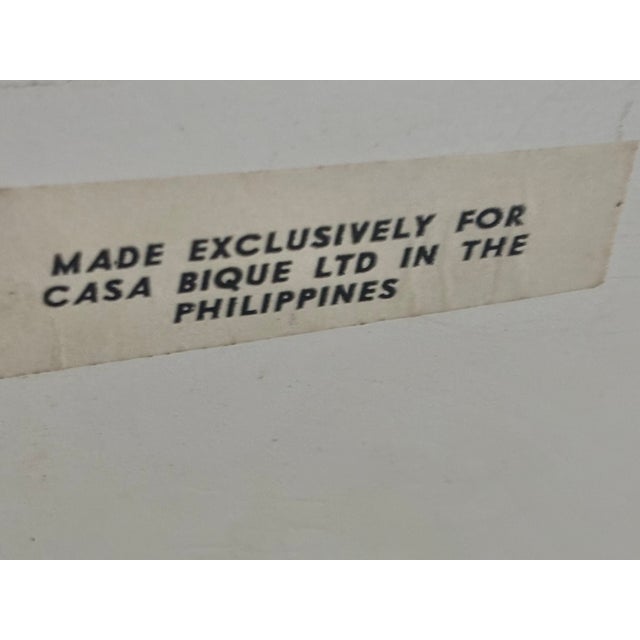 MADE EXCLUSIVELY FOR
CASA BIQUE LTD IN THE
PHILIPPINES